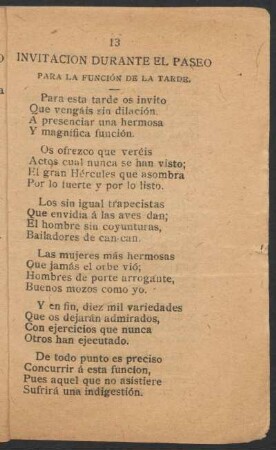 13
INVITACION DURANTE EL PASEO
PARA LA FUNCIÓN DE LA TARDE.
Para esta tarde os invito
Que vengáis sin dilación.
A presenciar una hermosa
Y magnífica función.
Os ofrezco que veréis
Actos cual nunca se han visto;
El gran Hércules que asombra
Por lo fuerte y por lo listo.
Los sin igual trapecistas
Que envidia á las aves dan;
El hombre sin coyunturas,
Bailadores de can-can.
Las mujeres más hermosas
Que jamás el orbe vió;
Hombres de porte arrogante,
Buenos mozos como yo.
Y en fin, diez mil variedades
Que os dejarán admirados,
Con ejercicios que nunca
Otros han ejecutado.
De todo punto es preciso
Concurrir á esta funcion,
Pues aquel que no asistiere
Sufrirá una indigestión.